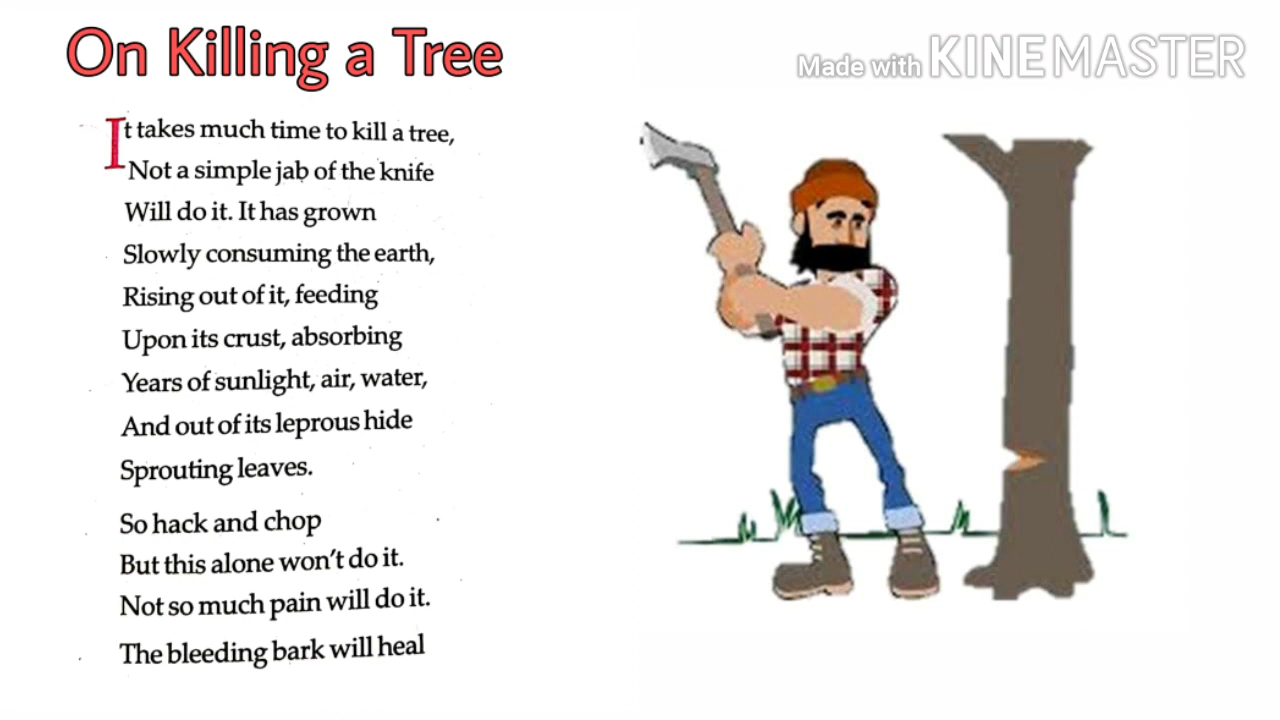 On Killing a Tree
Made with KINEMASTER
It takes much time to kill a tree,
Not a simple jab of the knife
Will do it. It has grown
Slowly consuming the earth,
Rising out of it, feeding
Upon its crust, absorbing
Years of sunlight, air, water,
And out of its leprous hide
Sprouting leaves.
So hack and chop
But this alone won't do it.
Not so much pain will do it.
The bleeding bark will heal